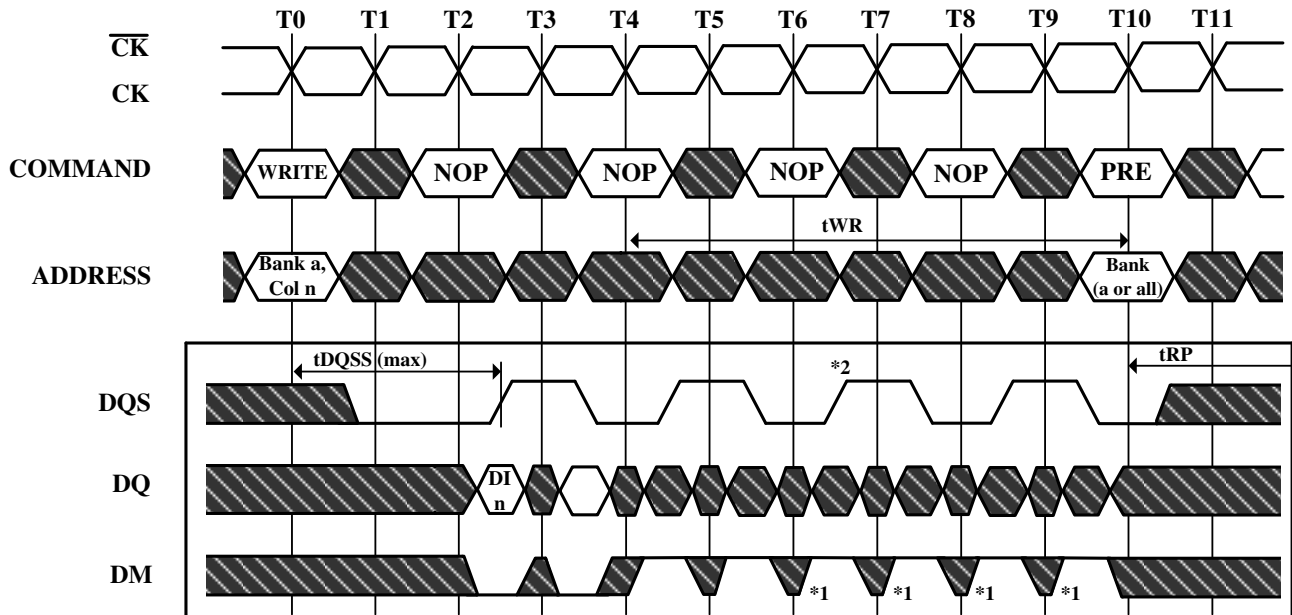 T0 T1 T2 T3 T4 T5 T6 T7 T8 T9 T10 T11
CK
CK
COMMAND WRITE NOP NOP NOP NOP PRE
tWR
ADDRESS Bank a, Col n Bank (a or all)
tDQSS (max) *2 tRP
DQS
DQ DI n
DM *1 *1 *1 *1